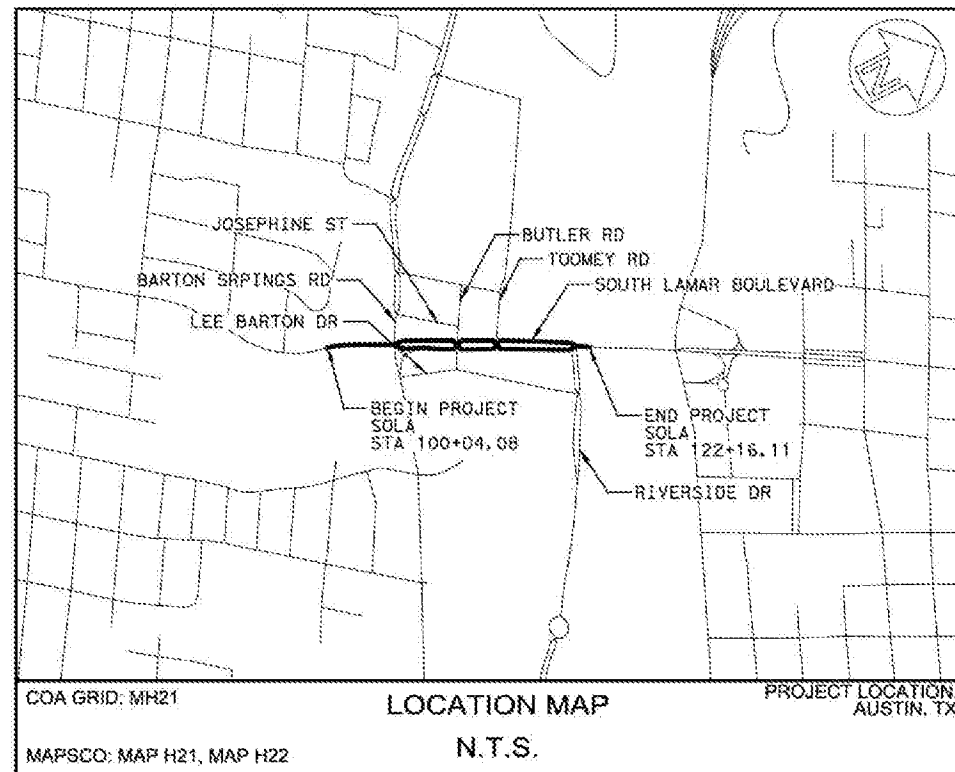 N
JOSEPHINE ST
BUTLER RD
TOOMEY RD
BARTON SRPINGS RD
SOUTH LAMAR BOULEVARD
LEE BARTON DR
BEGIN PROJECT
SOLA
STA 100+04.08
END PROJECT
SOLA
STA 122+16.11
RIVERSIDE DR
COA GRID: MH21
LOCATION MAP
PROJECT LOCATION:
AUSTIN, TX
N.T.S.
MAPSCO: MAP H21, MAP H22